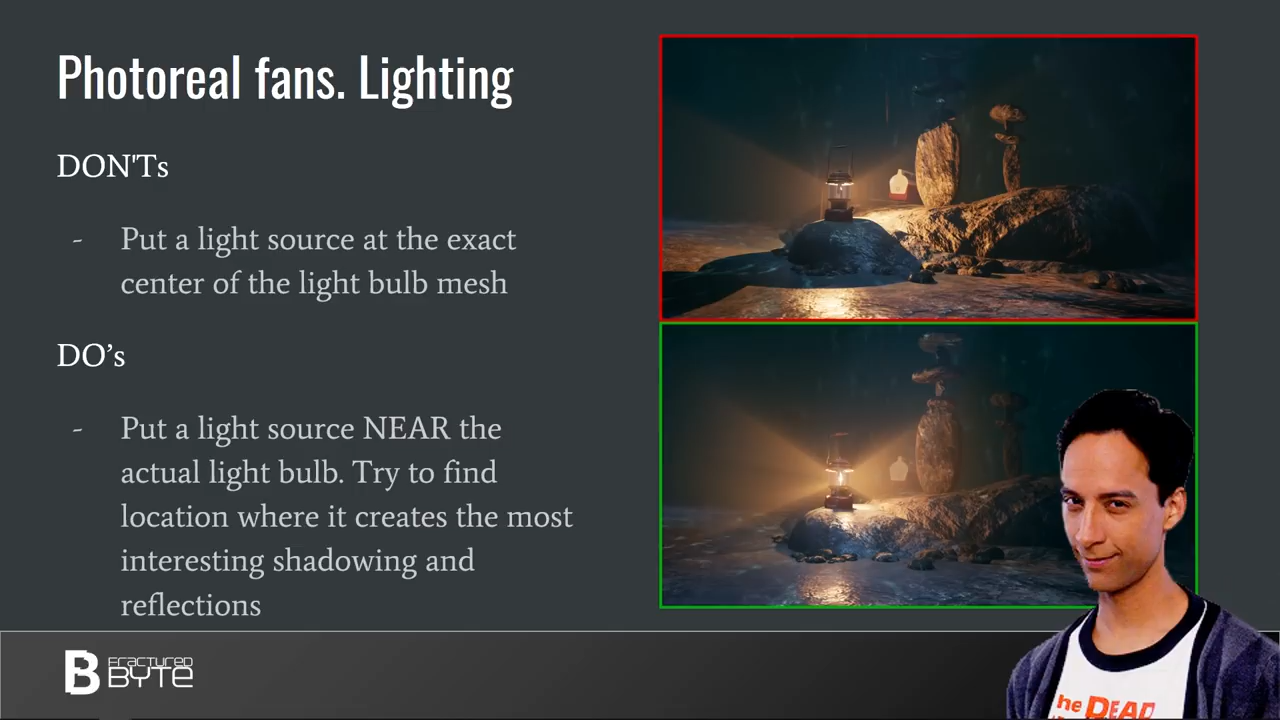 Photoreal fans. Lighting
DON'Ts
- Put a light source at the exact
center of the light bulb mesh
DO’s
- Put a light source NEAR the
actual light bulb. Try to find
location where it creates the most
interesting shadowing and
reflections
B FRACTURED
BYTE
he DEAD